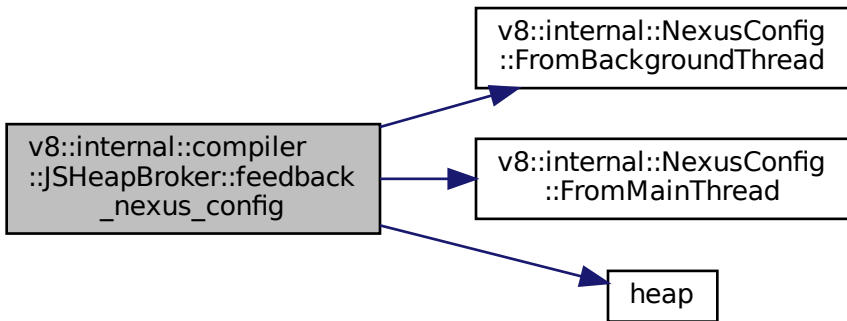 v8::internal::compiler
::JSHeapBroker::feedback
_nexus_config
v8::internal::NexusConfig
::FromBackgroundThread
v8::internal::NexusConfig
::FromMainThread
heap